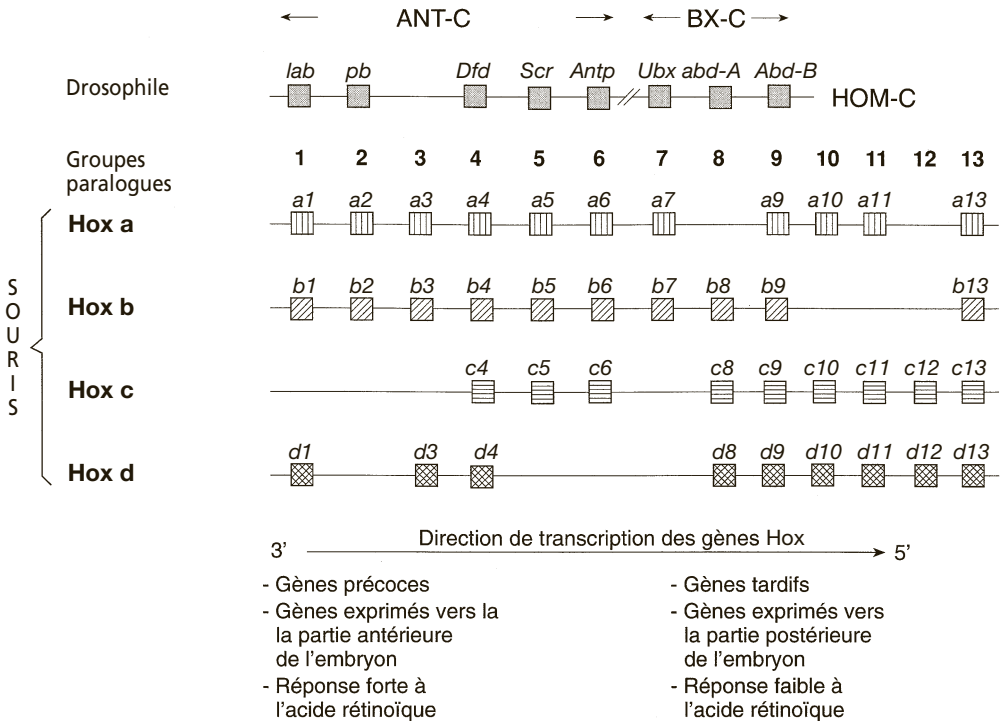 ANT-C BX-C
lab pb Dfd Scr Antp Ubx abd-A Abd-B
Drosophile HOM-C
Groupes
paralogues
1 2 3 4 5 6 7 8 9 10 11 12 13
a1 a2 a3 a4 a5 a6 a7 a9 a10 a11 a13
Hox a
b1 b2 b3 b4 b5 b6 b7 b8 b9 b13
Hox b
c4 c5 c6 c8 c9 c10 c11 c12 c13
Hox c
d1 d3 d4 d8 d9 d10 d11 d12 d13
Hox d
SOURIS
Direction de transcription des gènes Hox
3' 5'
- Gènes précoces
- Gènes exprimés vers la
la partie antérieure
de l'embryon
- Réponse forte à
l'acide rétinoïque
- Gènes tardifs
- Gènes exprimés vers
la partie postérieure
de l'embryon
- Réponse faible à
l'acide rétinoïque